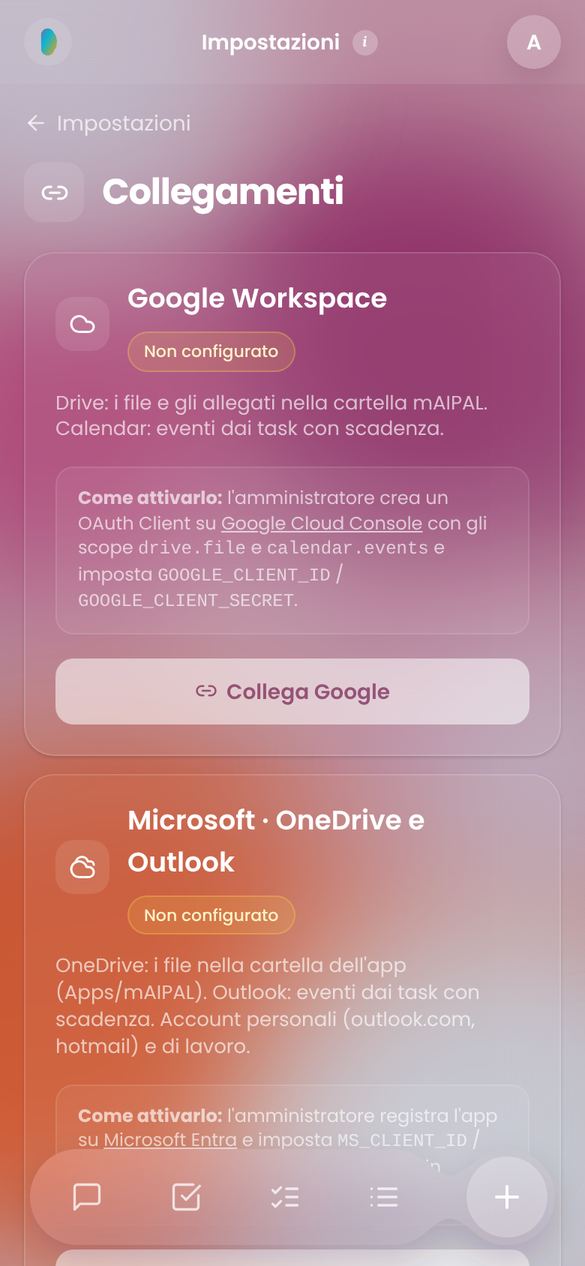 Impostazioni i A
Impostazioni
Collegamenti
Google Workspace
Non configurato
Drive: i file e gli allegati nella cartella mAIPAL.
Calendar: eventi dai task con scadenza.
Come attivarlo: l'amministratore crea un
OAuth Client su Google Cloud Console con gli
scope drive.file e calendar.events e
imposta GOOGLE_CLIENT_ID /
GOOGLE_CLIENT_SECRET.
Collega Google
Microsoft · OneDrive e
Outlook
Non configurato
OneDrive: i file nella cartella dell'app
(Apps/mAIPAL). Outlook: eventi dai task con
scadenza. Account personali (outlook.com,
hotmail) e di lavoro.
Come attivarlo: l'amministratore registra l'app
su Microsoft Entra e imposta MS_CLIENT_ID /